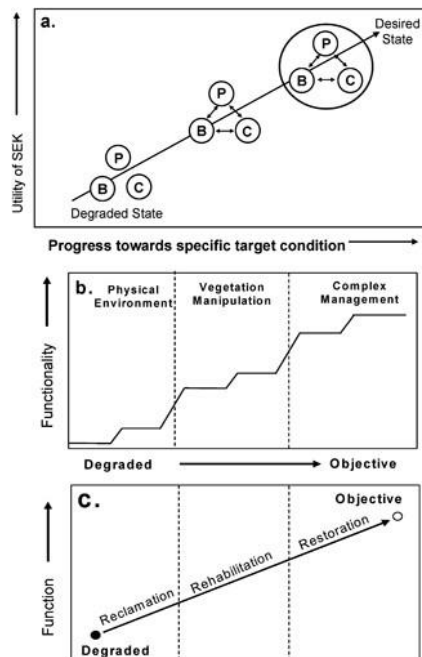 a.
Desired
State
P
B
C
P
B
C
P
B
C
Degraded State
Utility of SEK
Progress towards specific target condition
b.
Physical
Environment
Vegetation
Manipulation
Complex
Management
Functionality
Degraded
Objective
c.
Objective
Restoration
Rehabilitation
Reclamation
Degraded
Function